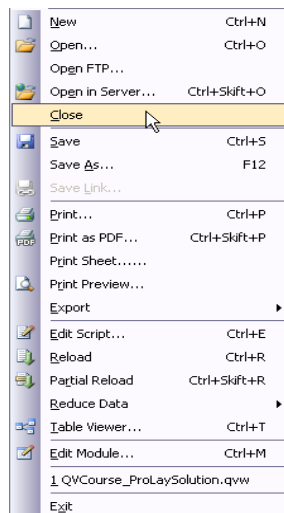 New Ctrl+N
Open... Ctrl+O
Open FTP...
Open in Server... Ctrl+Skift+O
Close
Save Ctrl+S
Save As... F12
Save Link...
Print... Ctrl+P
PDF Print as PDF... Ctrl+Skift+P
Print Sheet......
Print Preview...
Export
Edit Script... Ctrl+E
Reload Ctrl+R
Partial Reload Ctrl+Skift+R
Reduce Data
Table Viewer... Ctrl+T
Edit Module... Ctrl+M
1 QVCourse_ProLaySolution.qvw
Exit